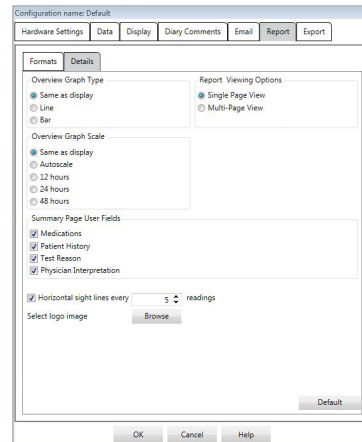 Configuration name: Default
Hardware Settings Data Display Diary Comments Email Report Export
Formats Details
Overview Graph Type
Same as display
Line
Bar
Report Viewing Options
Single Page View
Multi-Page View
Overview Graph Scale
Same as display
Autoscale
12 hours
24 hours
48 hours
Summary Page User Fields
Medications
Patient History
Test Reason
Physician Interpretation
Horizontal sight lines every 5 readings
Select logo image Browse
Default
OK Cancel Help